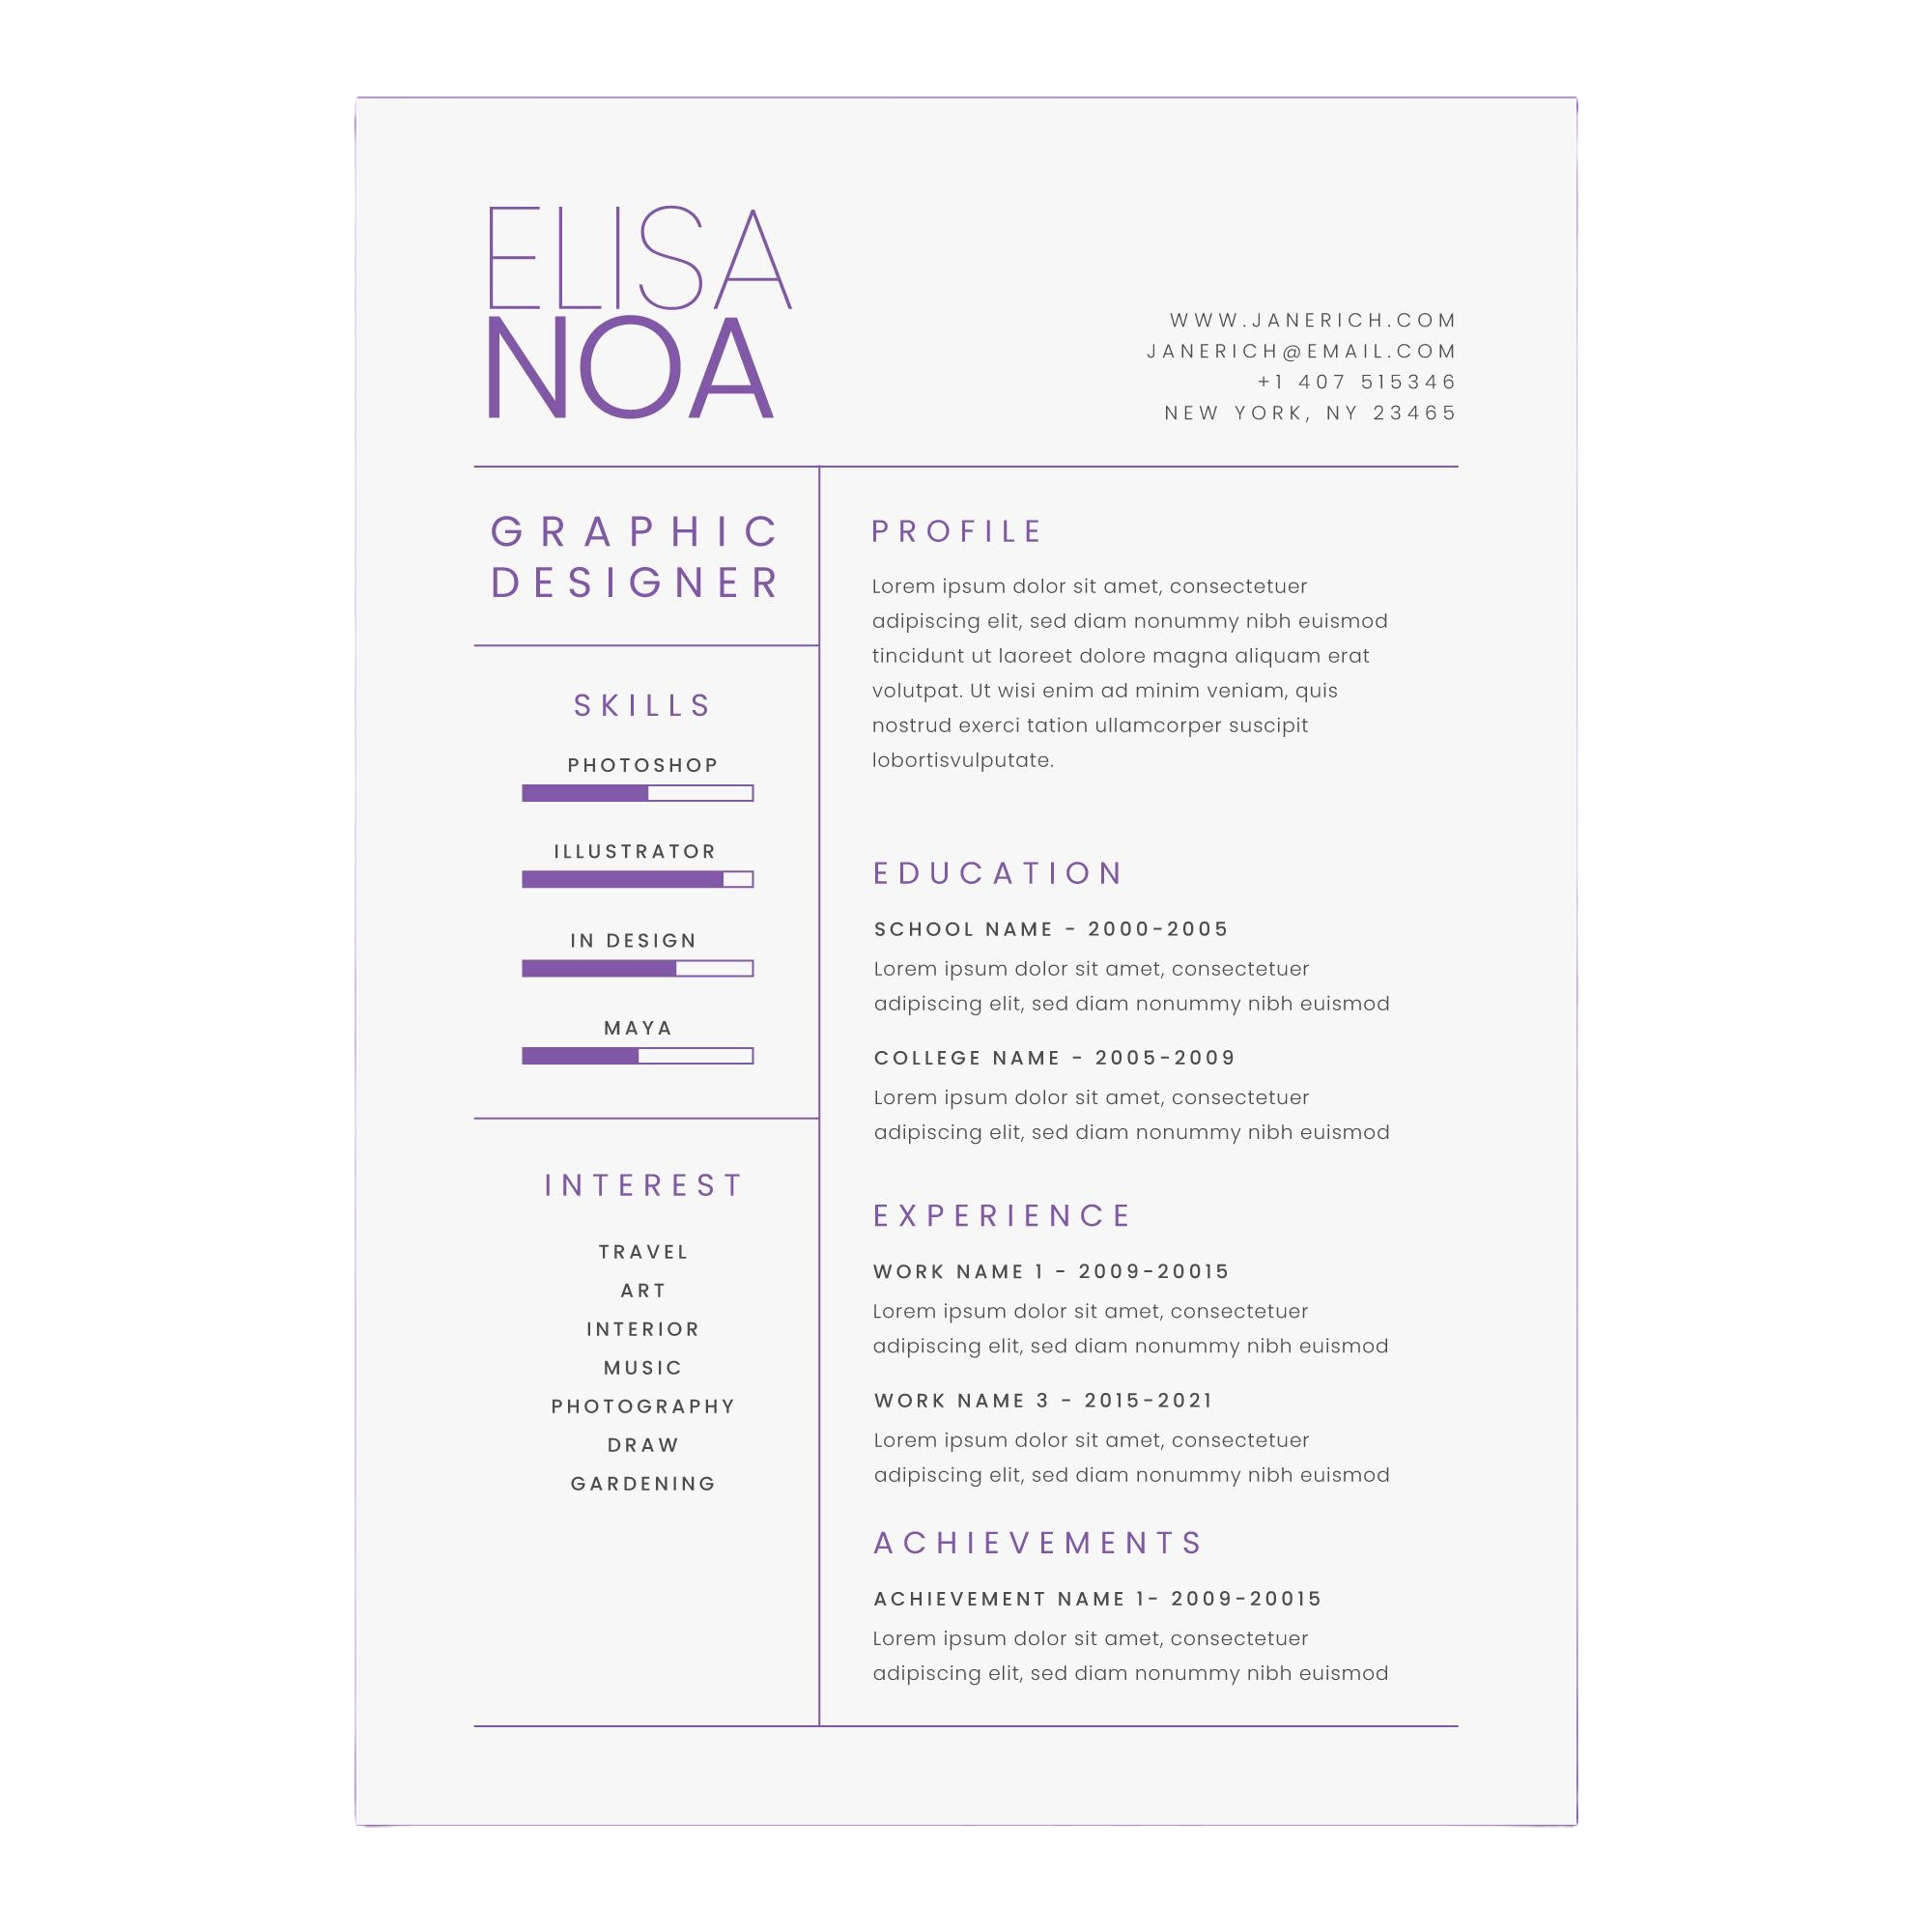 ELISA
NOA
WWW.JANERICH.COM
JANERICH@EMAIL.COM
+1 407 515346
NEW YORK, NY 23465
GRAPHIC
DESIGNER
SKILLS
PHOTOSHOP
ILLUSTRATOR
IN DESIGN
MAYA
INTEREST
TRAVEL
ART
INTERIOR
MUSIC
PHOTOGRAPHY
DRAW
GARDENING
PROFILE
Lorem ipsum dolor sit amet, consectetuer
adipiscing elit, sed diam nonummy nibh euismod
tincidunt ut laoreet dolore magna aliquam erat
volutpat. Ut wisi enim ad minim veniam, quis
nostrud exerci tation ullamcorper suscipit
lobortisvulputate.
EDUCATION
SCHOOL NAME - 2000-2005
Lorem ipsum dolor sit amet, consectetuer
adipiscing elit, sed diam nonummy nibh euismod
COLLEGE NAME - 2005-2009
Lorem ipsum dolor sit amet, consectetuer
adipiscing elit, sed diam nonummy nibh euismod
EXPERIENCE
WORK NAME 1 - 2009-20015
Lorem ipsum dolor sit amet, consectetuer
adipiscing elit, sed diam nonummy nibh euismod
WORK NAME 3 - 2015-2021
Lorem ipsum dolor sit amet, consectetuer
adipiscing elit, sed diam nonummy nibh euismod
ACHIEVEMENTS
ACHIEVEMENT NAME 1- 2009-20015
Lorem ipsum dolor sit amet, consectetuer
adipiscing elit, sed diam nonummy nibh euismod